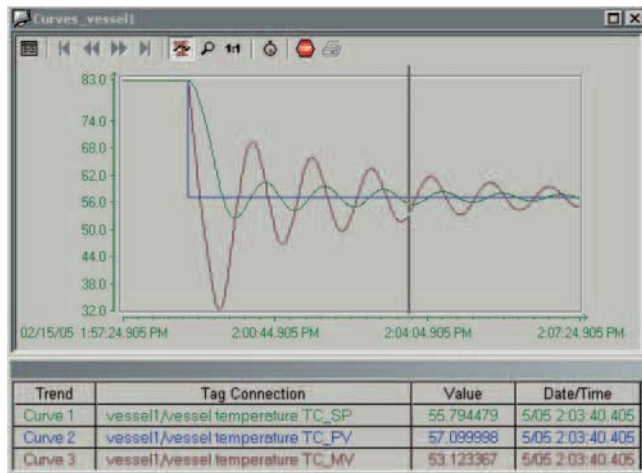 Curves_vessel1
1:1
83.0
74.0
68.0
62.0
56.0
50.0
44.0
38.0
32.0
02/15/05 1:57:24.905 PM 2:00:44.905 PM 2:04:04.905 PM 2:07:24.905 PM
Trend Tag Connection Value Date/Time
Curve 1 vessel1/vessel temperature TC_SP 55.794479 5/05 2:03:40.405
Curve 2 vessel1/vessel temperature TC_PV 57.099998 5/05 2:03:40.405
Curve 3 vessel1/vessel temperature TC_MV 53.123367 5/05 2:03:40.405